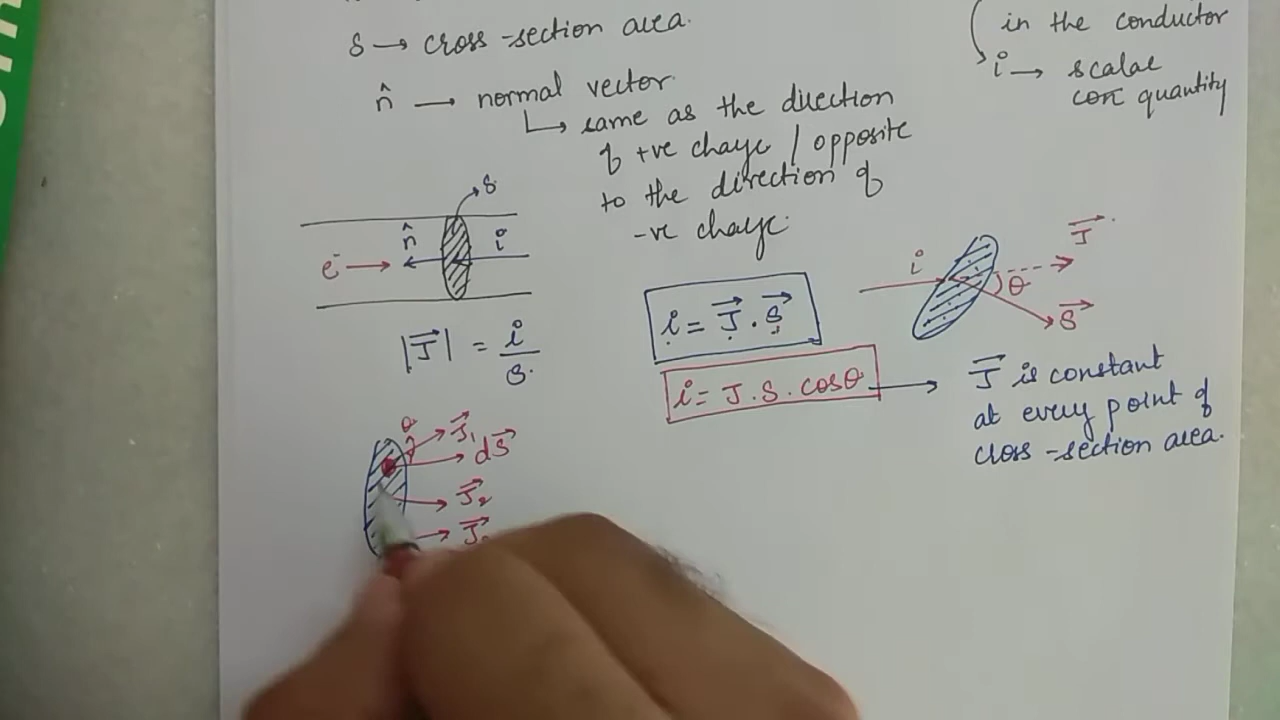 s → cross-section area.
n̂ → normal vector.
↳ same as the direction
of +ve charge / opposite
to the direction of
-ve charge.
in the conductor
i → scalar
quantity
s.
n̂
i
e⁻ →
|J⃗| = i/s.
i = J⃗ . S⃗
i = J. S. cosθ →
i
J⃗
θ
S⃗
J⃗ is constant
at every point of
cross-section area.
θ
J⃗₁
dS⃗
J⃗₂